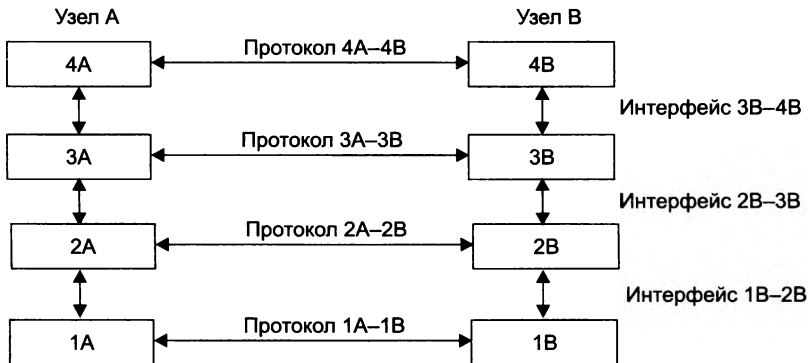 Узел А
Узел В
4А
Протокол 4А–4В
4В
Интерфейс 3В–4В
3А
Протокол 3А–3В
3В
Интерфейс 2В–3В
2А
Протокол 2А–2В
2В
Интерфейс 1В–2В
1А
Протокол 1А–1В
1В